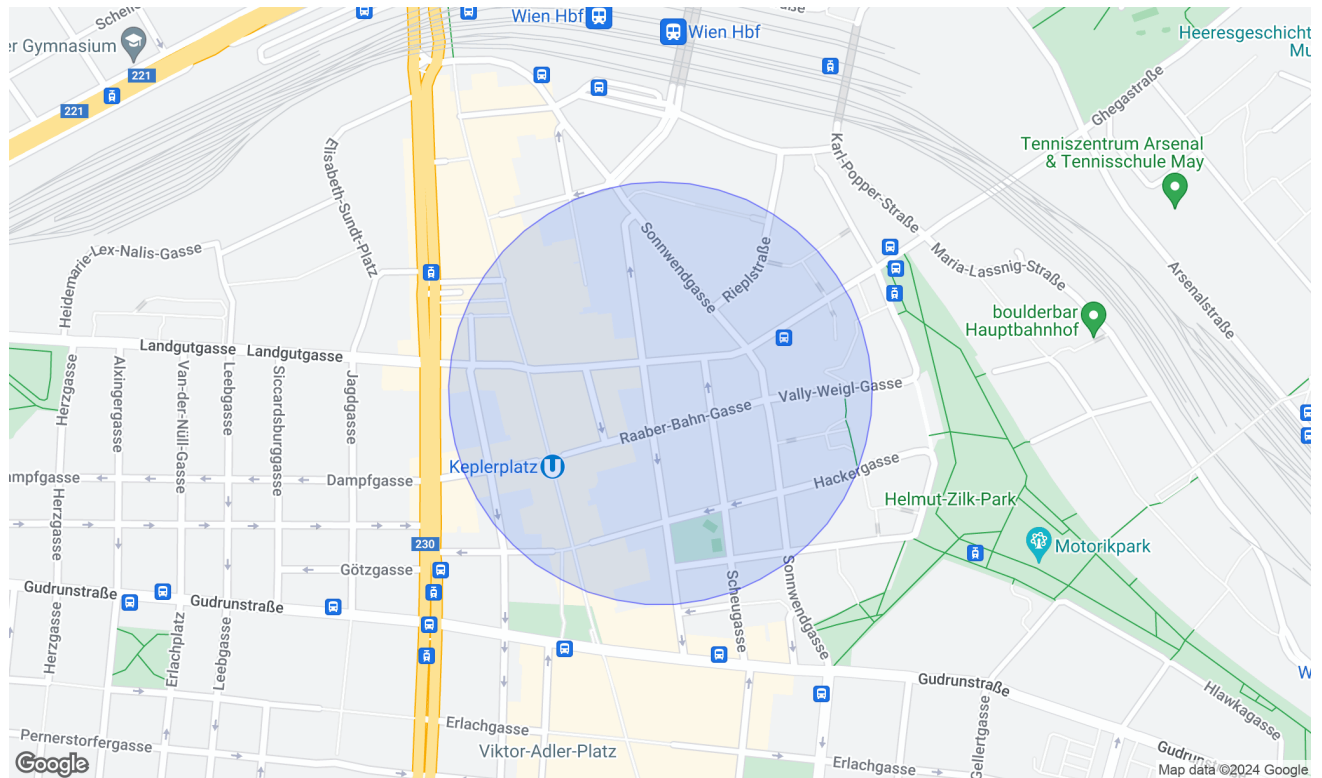 Wien Hbf
Wien Hbf
er Gymnasium
221
221
Heeresgeschicht
Mu
Ghegastraße
Tenniszentrum Arsenal
& Tennisschule May
Karl-Popper-Straße
Elisabeth-Sundt-Platz
Sonnwendgasse
Rieplstraße
Maria-Lassnig-Straße
Arsenalstraße
Heidemarie-Lex-Nalis-Gasse
boulderbar
Hauptbahnhof
Landgutgasse
Landgutgasse
Herzgasse
Alxingergasse
Van-der-Nüll-Gasse
Leebgasse
Siccardsburggasse
Jagdgasse
Vally-Weigl-Gasse
Raaber-Bahn-Gasse
Keplerplatz
ampfgasse
Dampfgasse
Hackergasse
Helmut-Zilk-Park
Herzgasse
230
Motorikpark
Götzgasse
Gudrunstraße
Gudrunstraße
Scheugasse
Sonnwendgasse
Herzgasse
Erlachplatz
Leebgasse
W
Gudrunstraße
Hlawkagasse
Gellertgasse
Erlachgasse
Pernerstorfergasse
Viktor-Adler-Platz
Erlachgasse
Gudrun
Google
Map data ©2024 Google